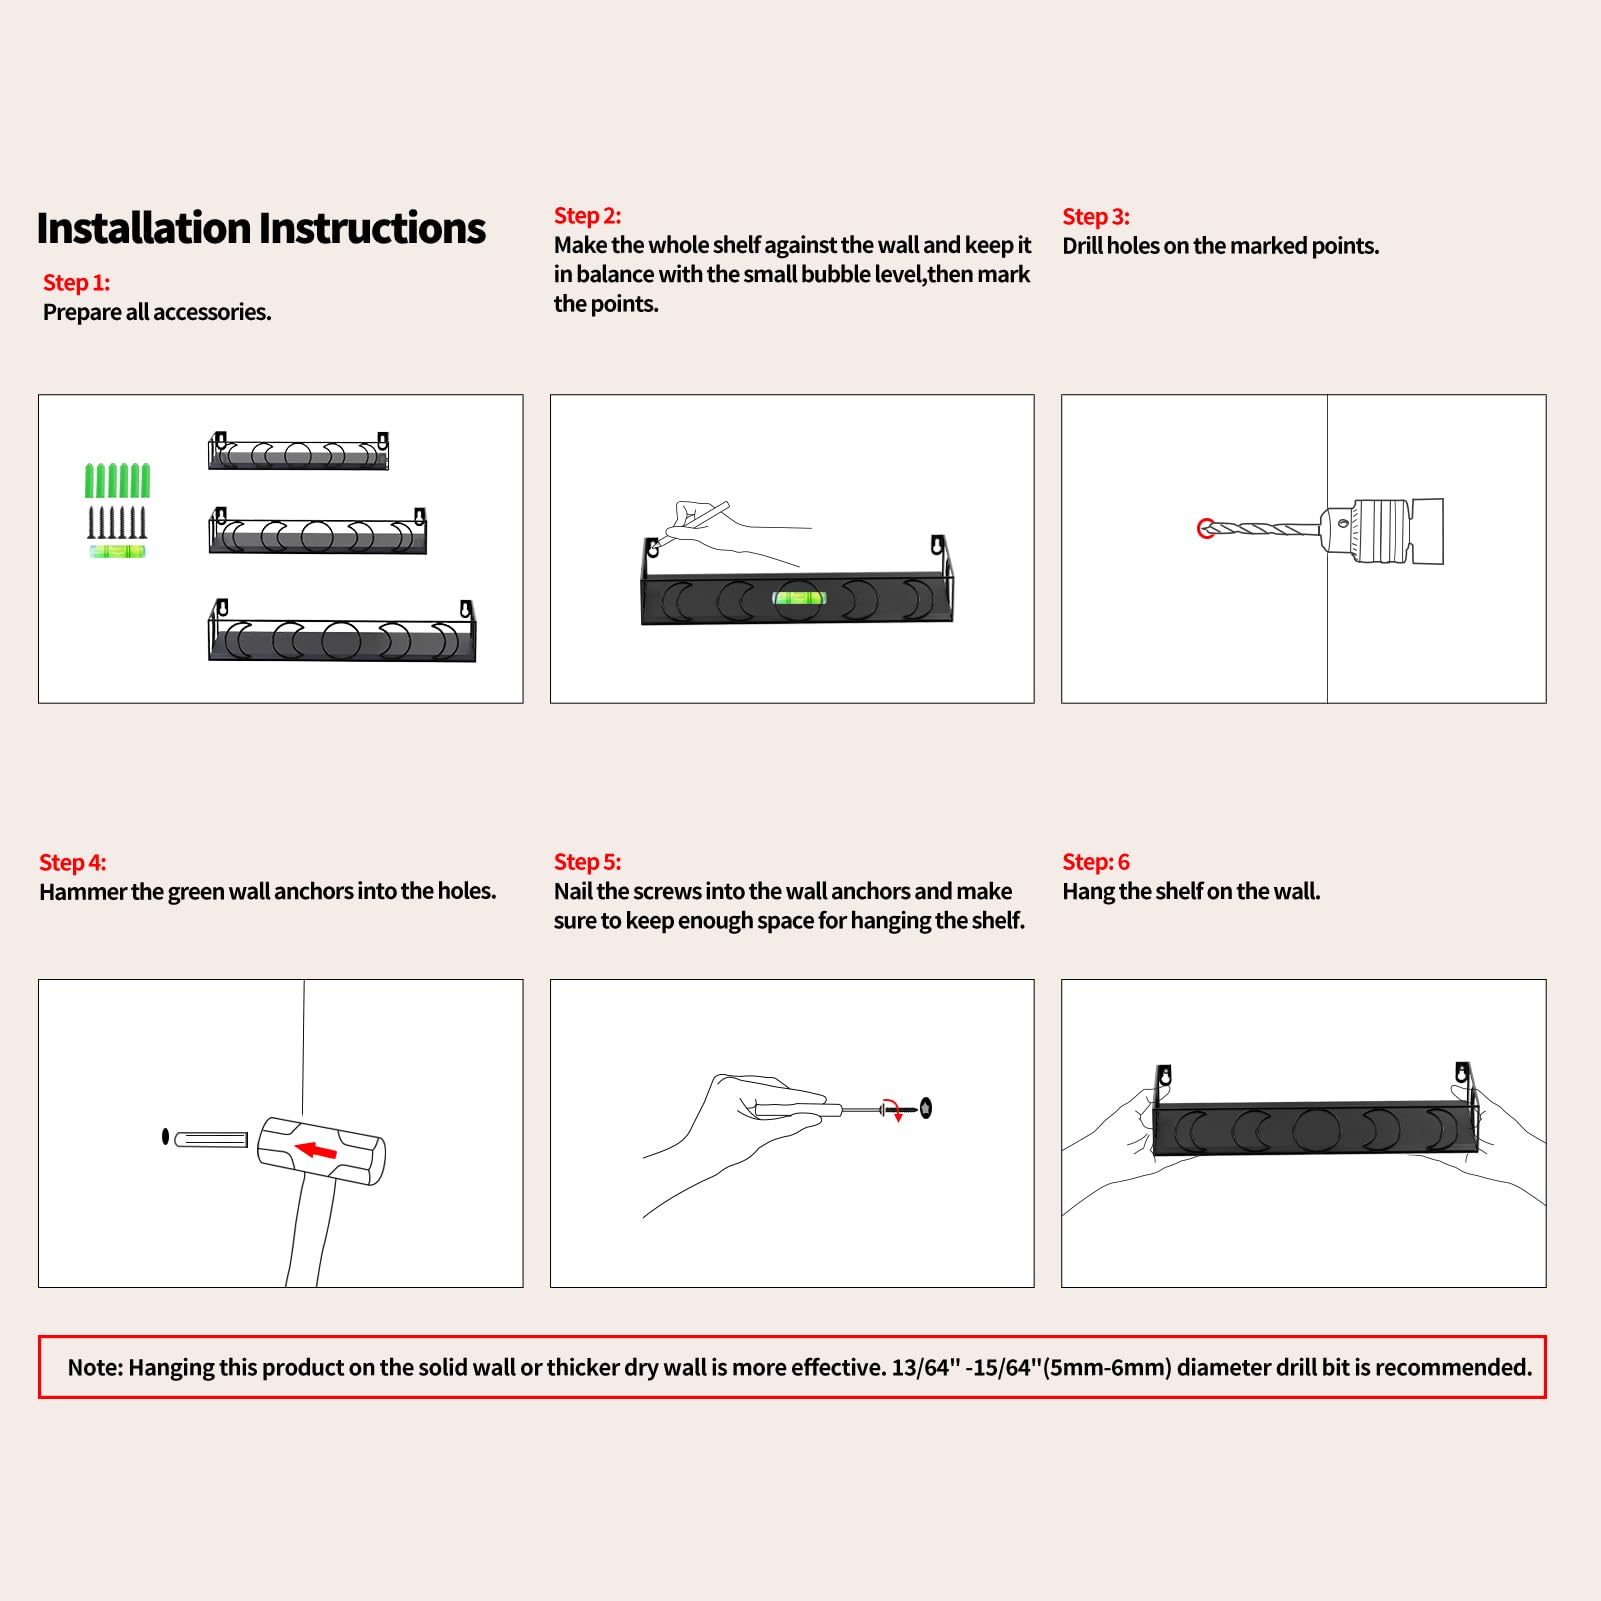 Installation Instructions
Step 1:
Prepare all accessories.
Step 2:
Make the whole shelf against the wall and keep it
in balance with the small bubble level,then mark
the points.
Step 3:
Drill holes on the marked points.
Step 4:
Hammer the green wall anchors into the holes.
Step 5:
Nail the screws into the wall anchors and make
sure to keep enough space for hanging the shelf.
Step: 6
Hang the shelf on the wall.
Note: Hanging this product on the solid wall or thicker dry wall is more effective. 13/64" -15/64"(5mm-6mm) diameter drill bit is recommended.